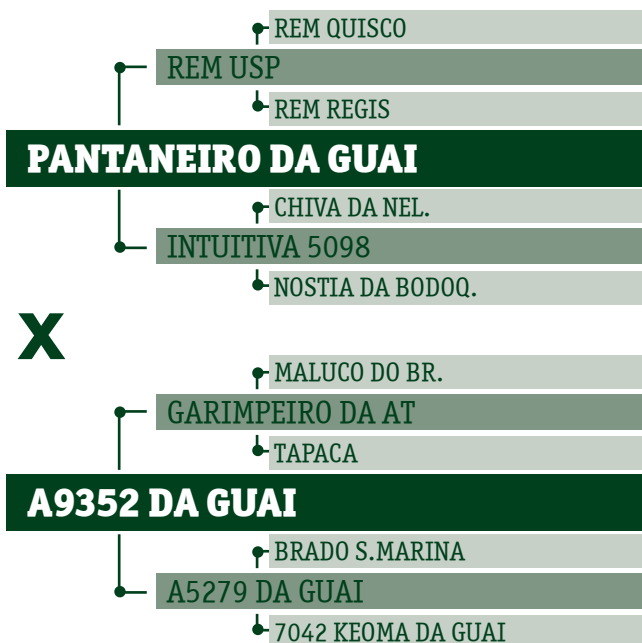 REM QUISCO
REM USP
REM REGIS
PANTANEIRO DA GUAI
CHIVA DA NEL.
INTUITIVA 5098
NOSTIA DA BODOQ.
X
MALUCO DO BR.
GARIMPEIRO DA AT
TAPACA
A9352 DA GUAI
BRADO S.MARINA
A5279 DA GUAI
7042 KEOMA DA GUAI